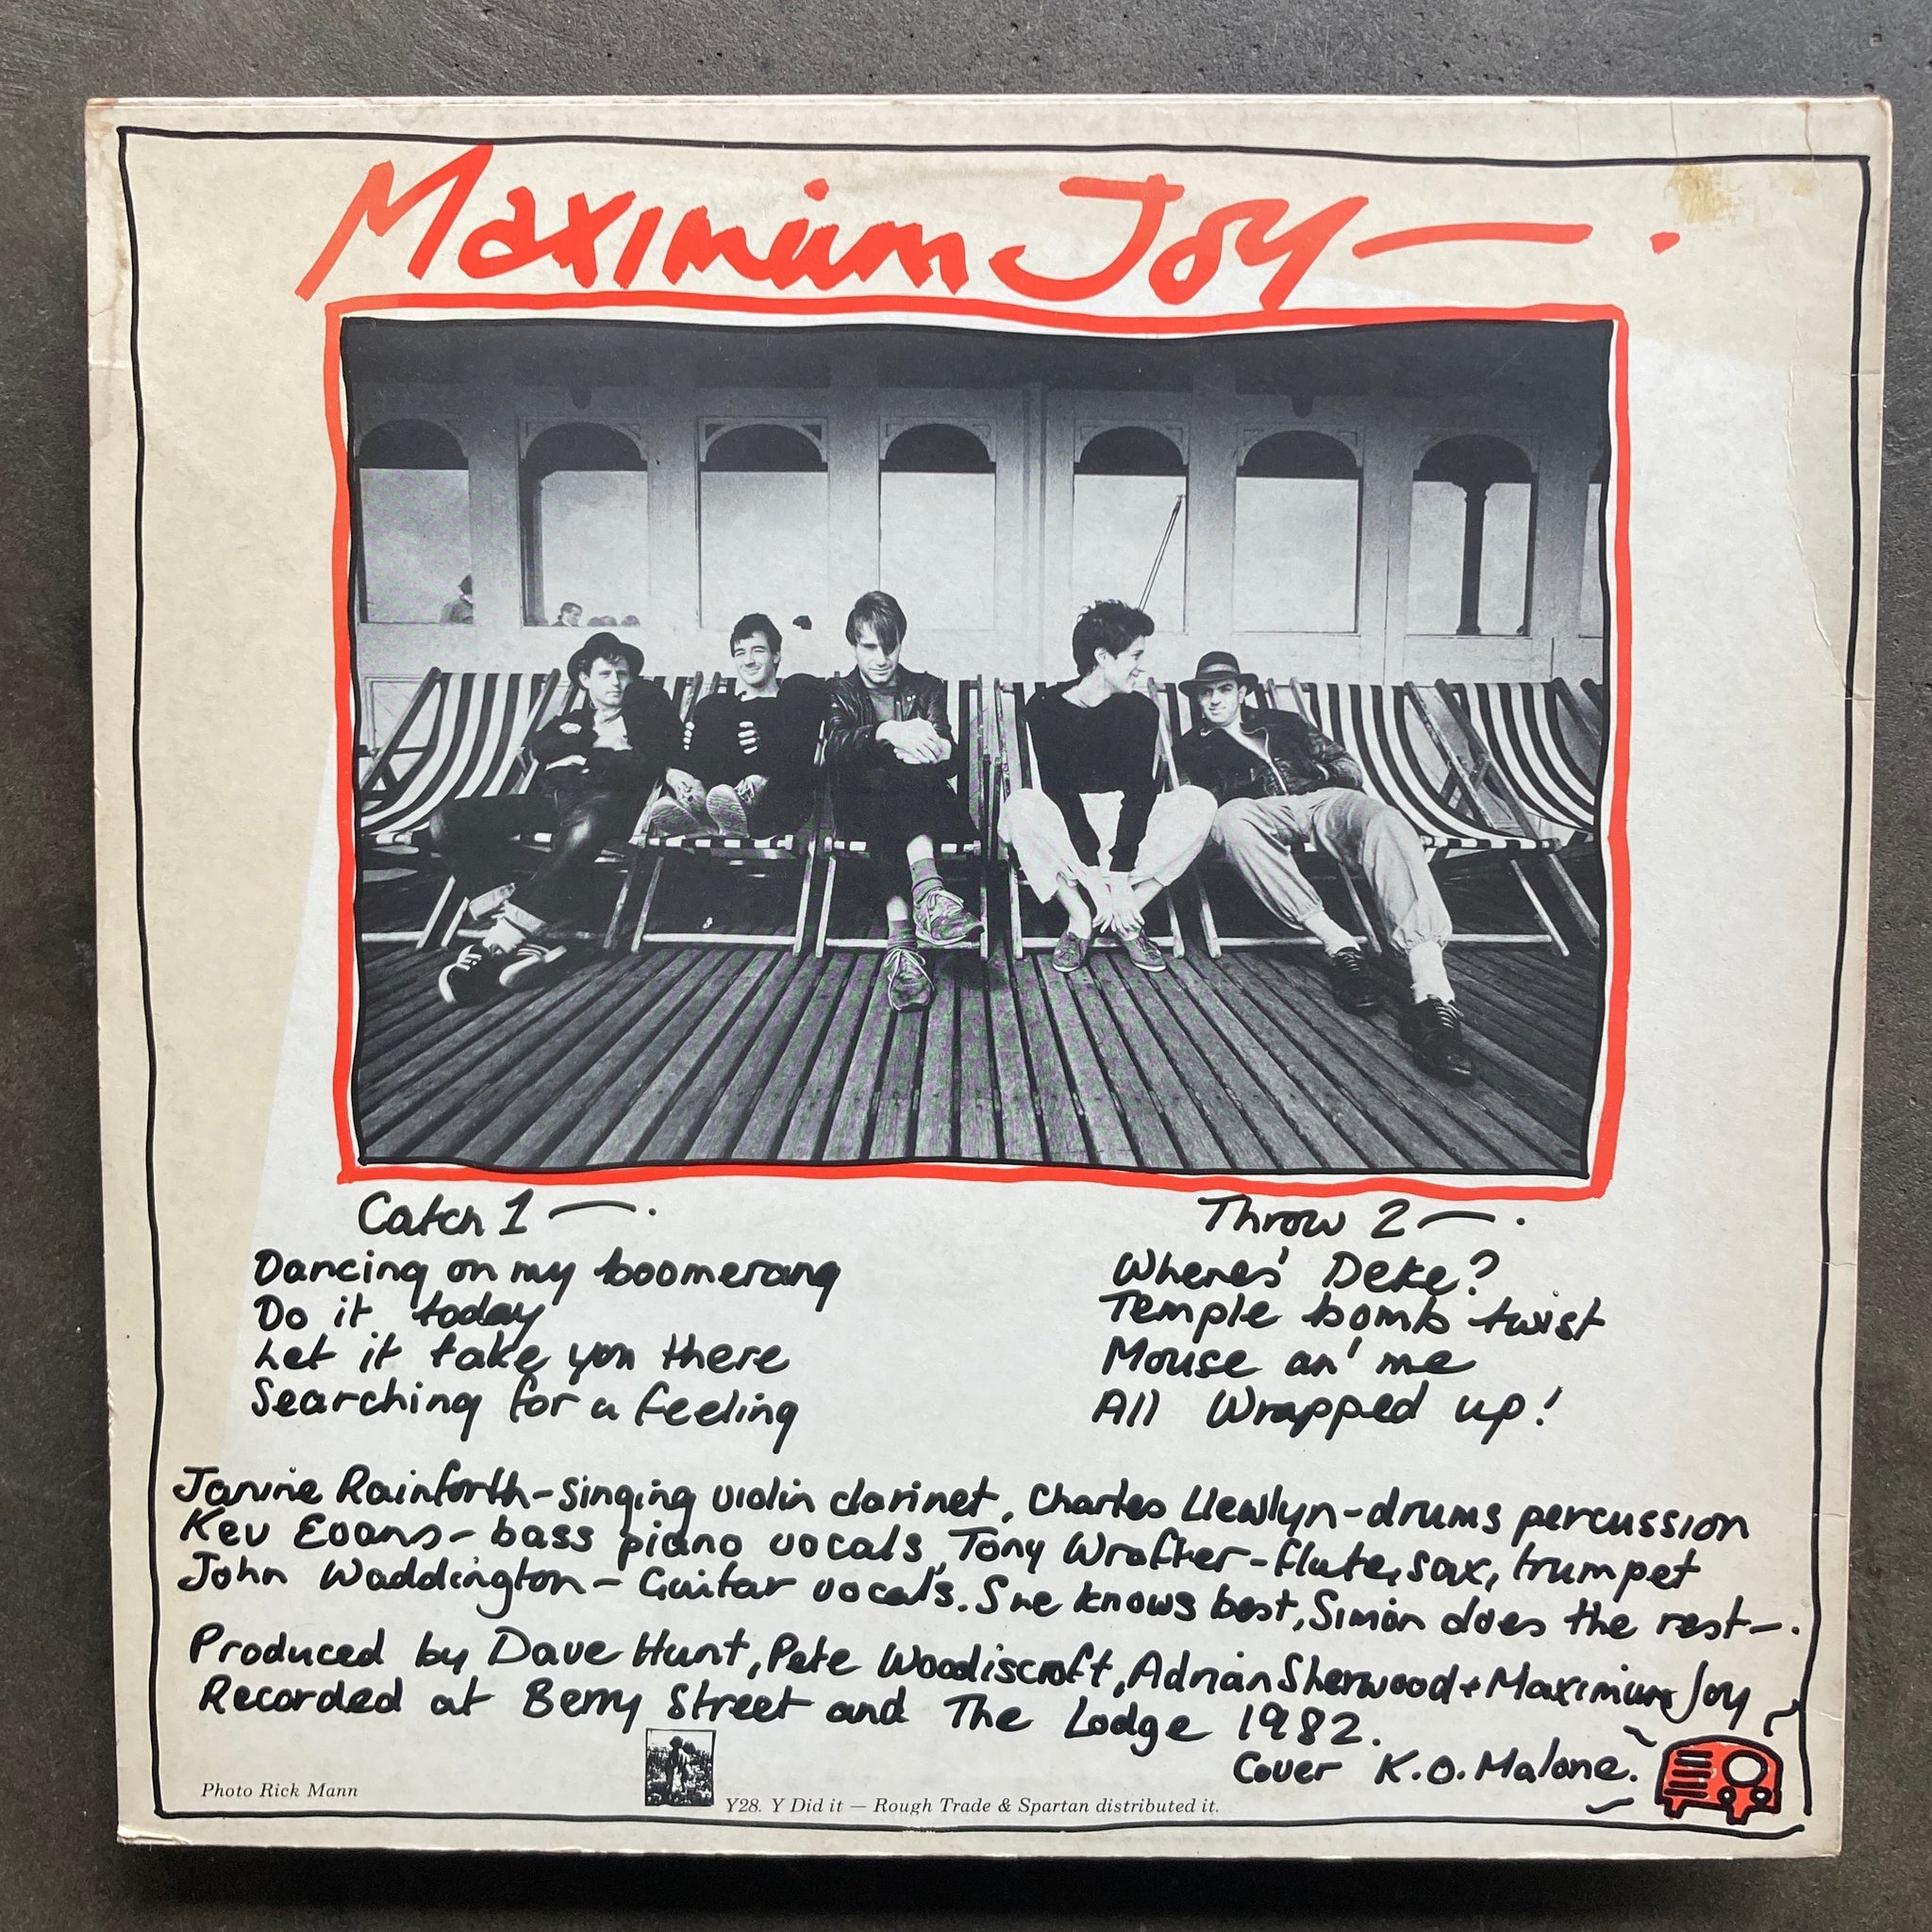 Maximum Joy —.
Catch 1 —.
Dancing on my boomerang
Do it today
Let it take you there
Searching for a feeling
Throw 2 —.
Wheres' Deke?
Temple bomb twist
Mouse an' me
All Wrapped up!
Janine Rainforth-singing violin clarinet, Charles Llewlyn-drums percussion
Kev Evans- bass piano vocals, Tony Wrafter-flute, sax, trumpet
John Waddington- Guitar vocals. She knows best, Simon does the rest-.
Produced by Dave Hunt, Pete Woodiscroft, Adrian Sherwood + Maximum Joy
Recorded at Berry Street and The Lodge 1982.
Cover K.O. Malone.
Photo Rick Mann
Y28. Y Did it — Rough Trade & Spartan distributed it.